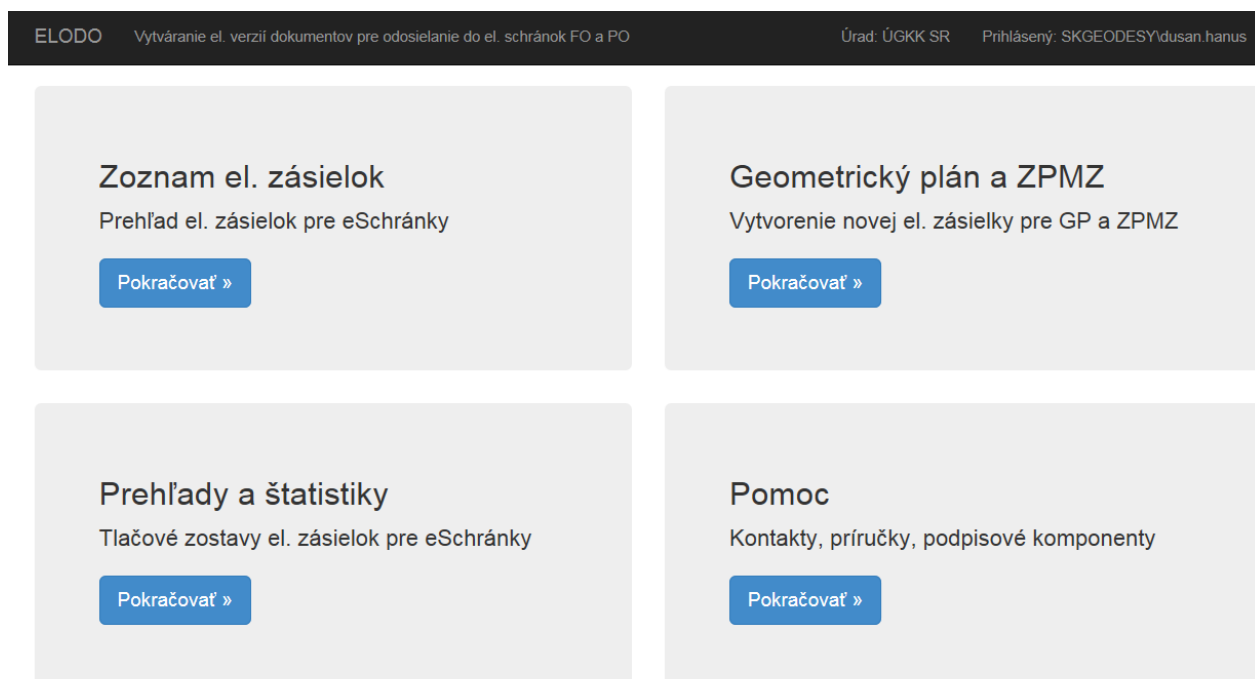 ELODO Vytváranie el. verzií dokumentov pre odosielanie do el. schránok FO a PO Úrad: ÚGKK SR Prihlásený: SKGEODESY\dusan.hanus
Zoznam el. zásielok
Prehľad el. zásielok pre eSchránky
Pokračovať »
Geometrický plán a ZPMZ
Vytvorenie novej el. zásielky pre GP a ZPMZ
Pokračovať »
Prehľady a štatistiky
Tlačové zostavy el. zásielok pre eSchránky
Pokračovať »
Pomoc
Kontakty, príručky, podpisové komponenty
Pokračovať »